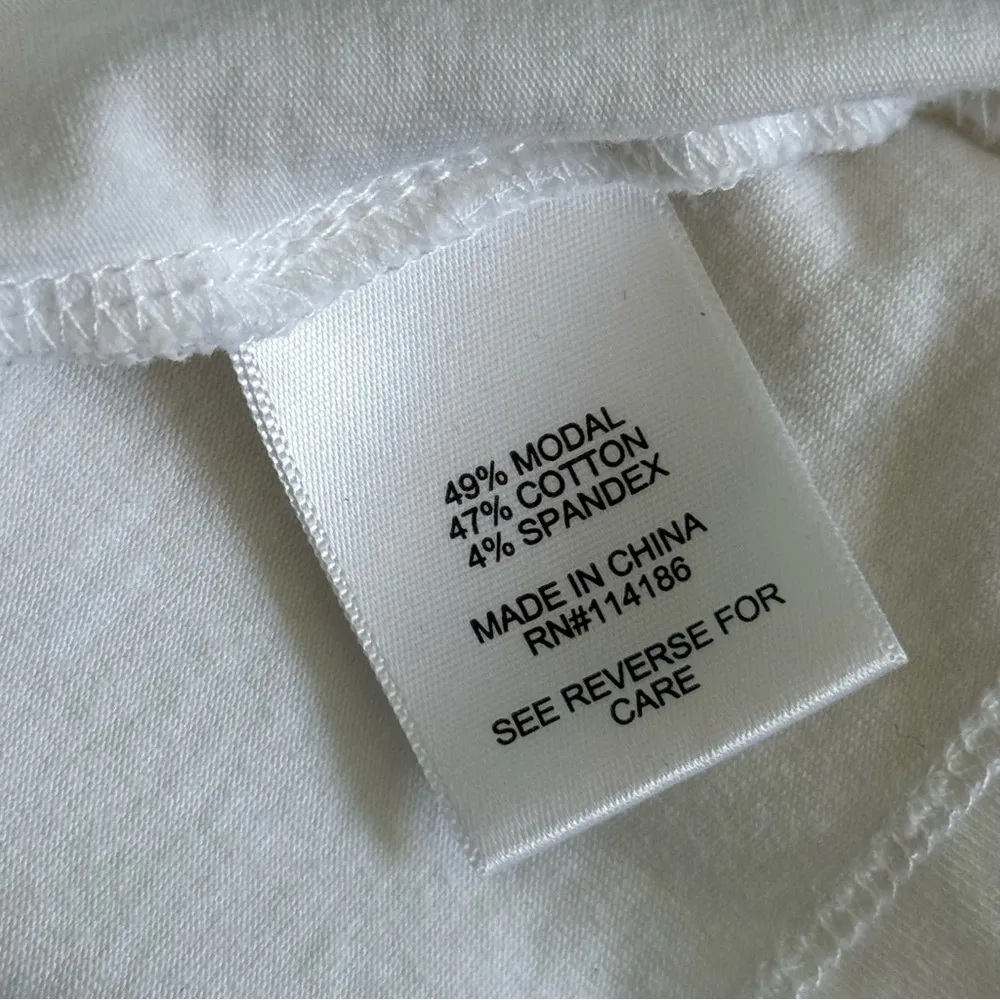 49% MODAL
47% COTTON
4% SPANDEX
MADE IN CHINA
RN#114186
SEE REVERSE FOR
CARE